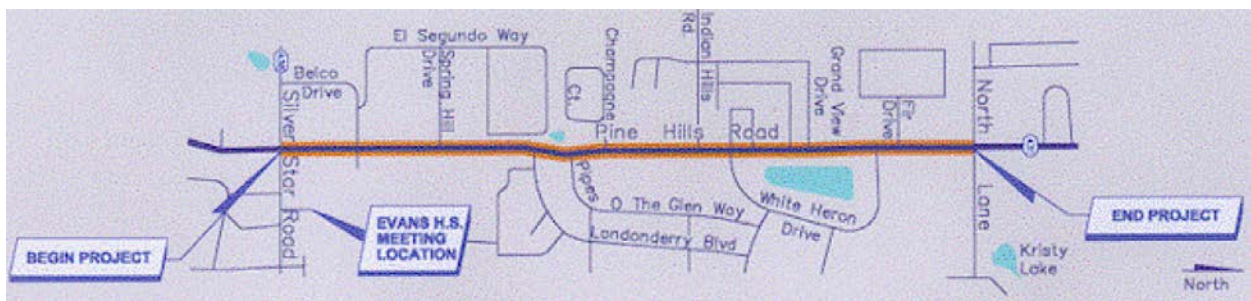 El Segundo Way
Belco
Drive
Spring Hill
Drive
Champagne
Ct.
Indian Hills
Rd.
Grand View
Drive
Fir
Drive
North
Lane
Silver
Star Road
Pine Hills Road
Pipes
O The Glen Way
Londonderry Blvd
White Heron
Drive
EVANS H.S.
MEETING
LOCATION
BEGIN PROJECT
END PROJECT
Kristy
Lake
North